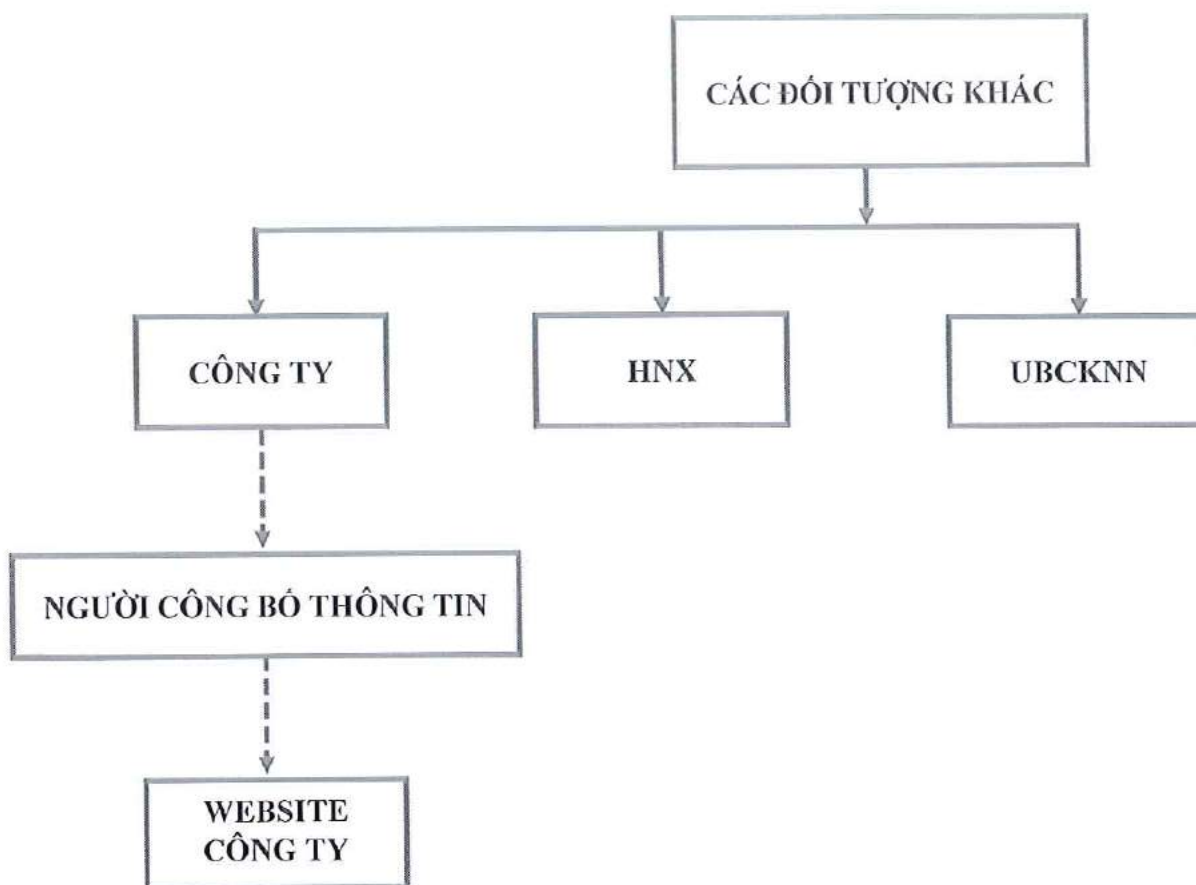 CÁC ĐỐI TƯỢNG KHÁC
CÔNG TY
HNX
UBCKNN
NGƯỜI CÔNG BỐ THÔNG TIN
WEBSITE
CÔNG TY